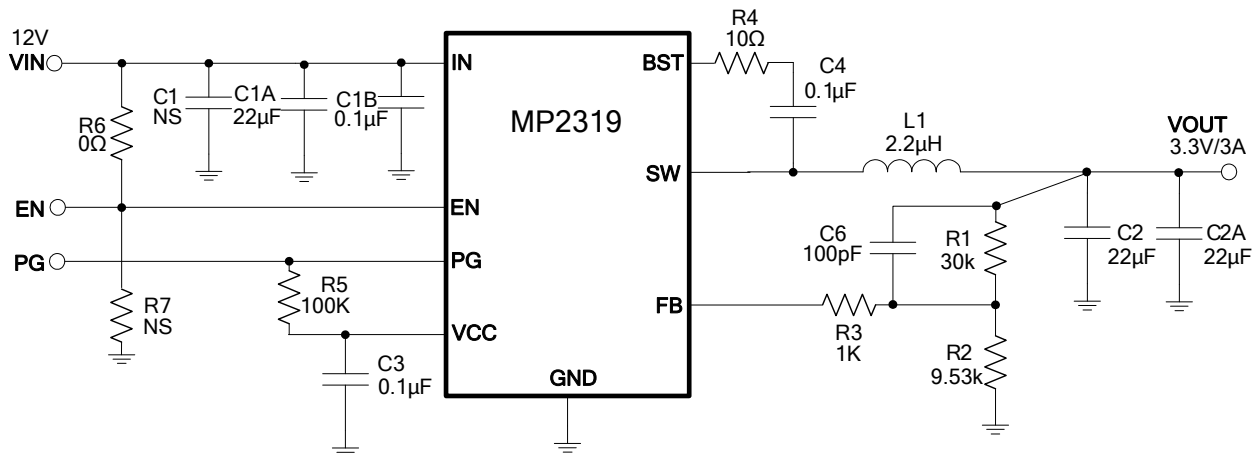 12V
VIN
R6
0Ω
C1
NS
C1A
22µF
C1B
0.1µF
EN
PG
R7
NS
R5
100K
C3
0.1µF
IN
EN
PG
VCC
MP2319
GND
BST
SW
FB
R4
10Ω
C4
0.1µF
L1
2.2µH
VOUT
3.3V/3A
C6
100pF
R1
30k
R3
1K
R2
9.53k
C2
22µF
C2A
22µF